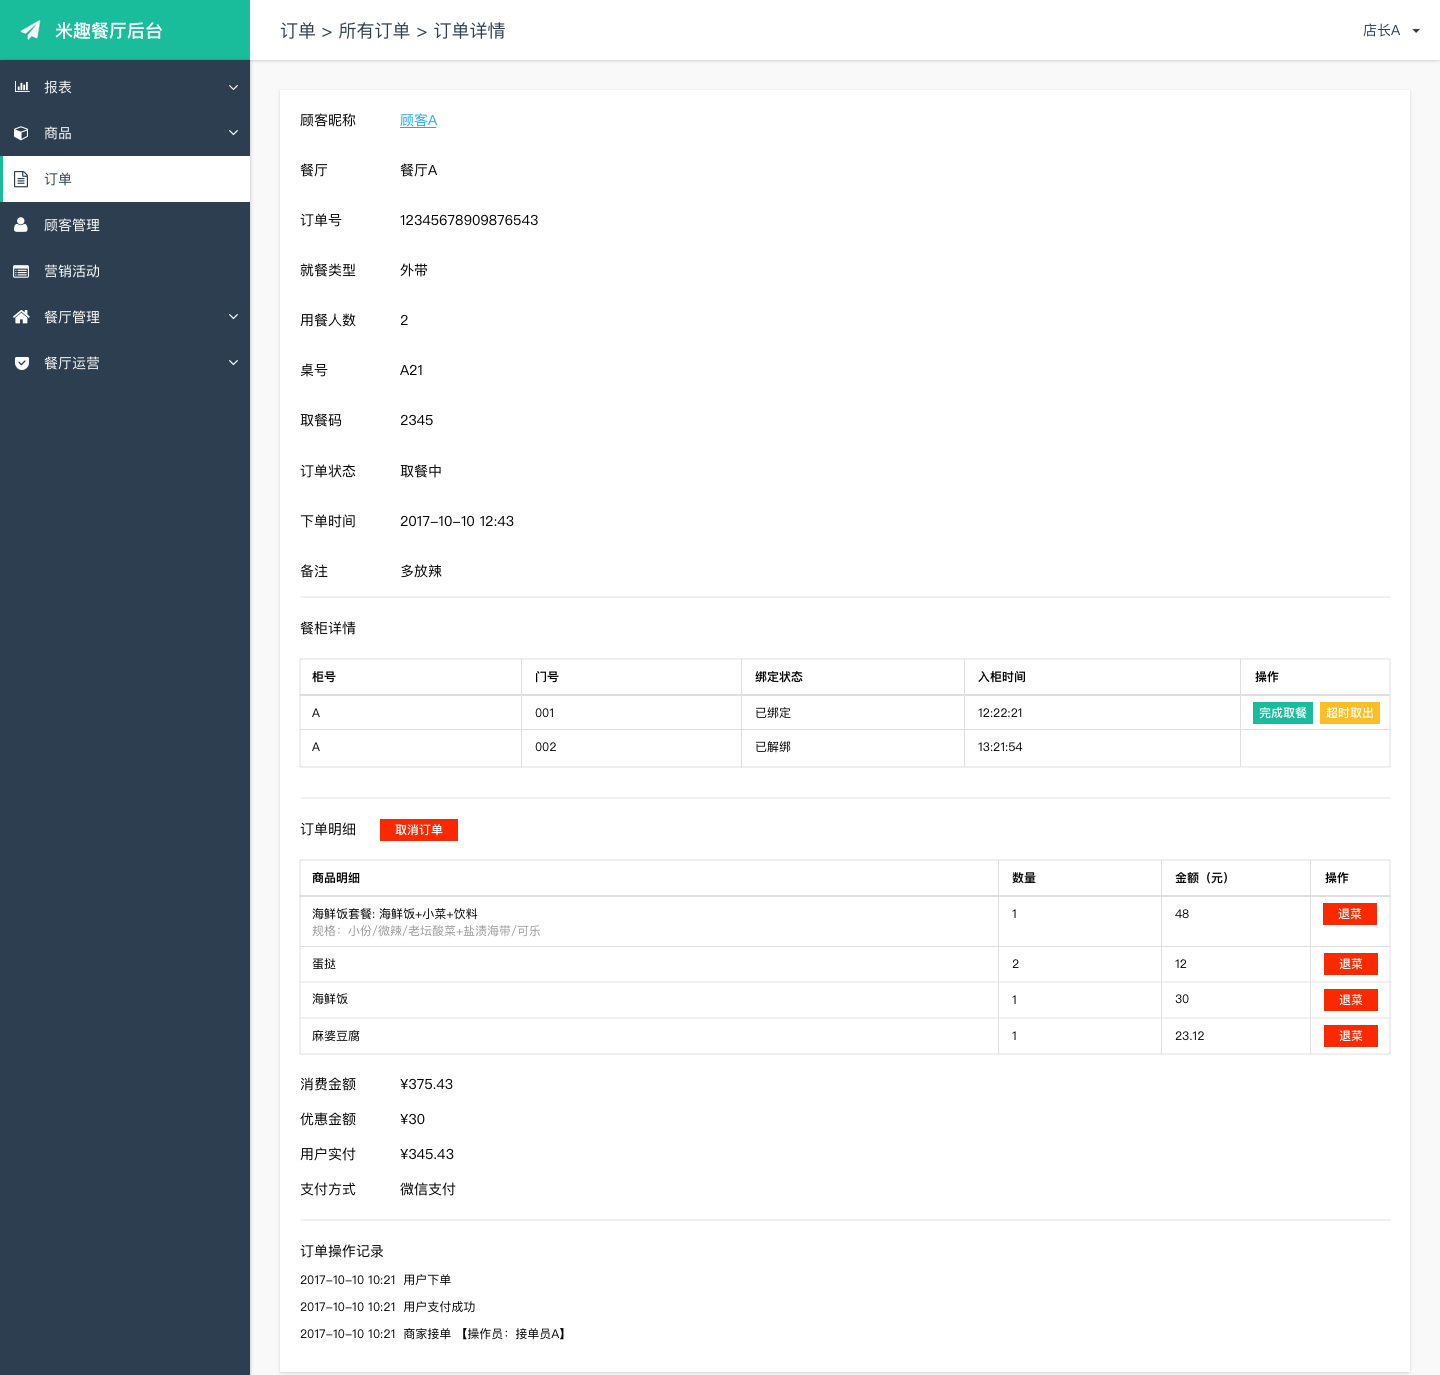 米趣餐厅后台
订单 > 所有订单 > 订单详情
店长A
报表
商品
订单
顾客管理
营销活动
餐厅管理
餐厅运营
顾客昵称 顾客A
餐厅 餐厅A
订单号 12345678909876543
就餐类型 外带
用餐人数 2
桌号 A21
取餐码 2345
订单状态 取餐中
下单时间 2017-10-10 12:43
备注 多放辣
餐柜详情
柜号 门号 绑定状态 入柜时间 操作
A 001 已绑定 12:22:21 完成取餐 超时取出
A 002 已解绑 13:21:54
订单明细 取消订单
商品明细 数量 金额（元） 操作
海鲜饭套餐: 海鲜饭+小菜+饮料 1 48 退菜
规格：小份/微辣/老坛酸菜+盐渍海带/可乐
蛋挞 2 12 退菜
海鲜饭 1 30 退菜
麻婆豆腐 1 23.12 退菜
消费金额 ¥375.43
优惠金额 ¥30
用户实付 ¥345.43
支付方式 微信支付
订单操作记录
2017-10-10 10:21 用户下单
2017-10-10 10:21 用户支付成功
2017-10-10 10:21 商家接单 【操作员：接单员A】